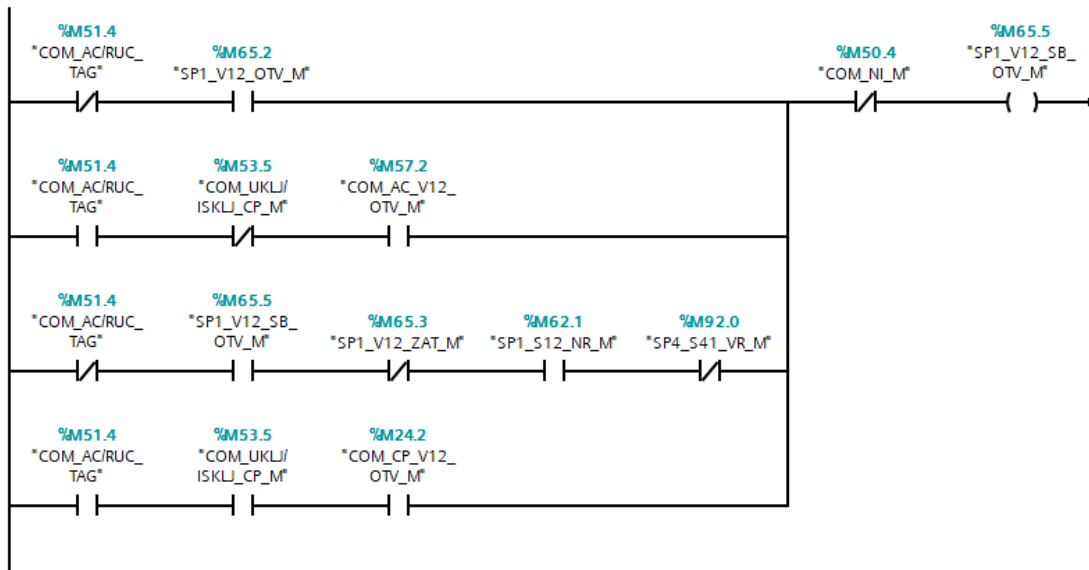 %M51.4
"COM_AC/RUC_
TAG"
%M65.2
"SP1_V12_OTV_M"
%M50.4
"COM_NI_M"
%M65.5
"SP1_V12_SB_
OTV_M"
%M51.4
"COM_AC/RUC_
TAG"
%M53.5
"COM_UKLJ/
ISKLJ_CP_M"
%M57.2
"COM_AC_V12_
OTV_M"
%M51.4
"COM_AC/RUC_
TAG"
%M65.5
"SP1_V12_SB_
OTV_M"
%M65.3
"SP1_V12_ZAT_M"
%M62.1
"SP1_S12_NR_M"
%M92.0
"SP4_S41_VR_M"
%M51.4
"COM_AC/RUC_
TAG"
%M53.5
"COM_UKLJ/
ISKLJ_CP_M"
%M24.2
"COM_CP_V12_
OTV_M"